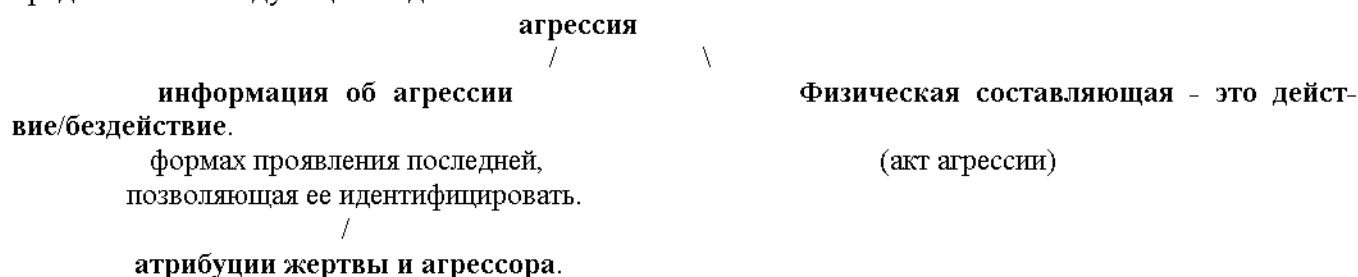 агрессия
/ \
информация об агрессии Физическая составляющая - это дейст-
вие/бездействие.
формах проявления последней, (акт агрессии)
позволяющая ее идентифицировать.
/
атрибуции жертвы и агрессора.